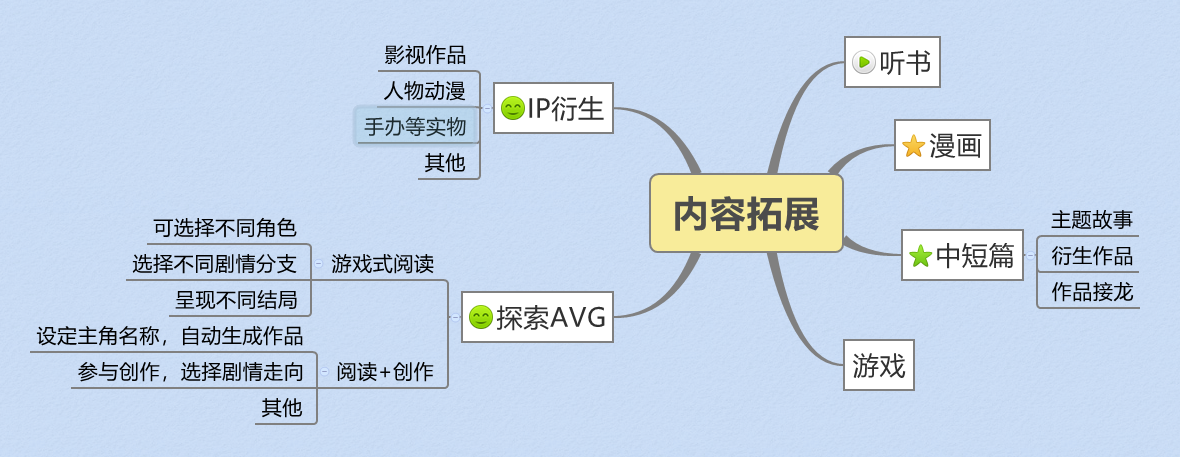 内容拓展
听书
漫画
中短篇
主题故事
衍生作品
作品接龙
游戏
IP衍生
影视作品
人物动漫
手办等实物
其他
探索AVG
游戏式阅读
可选择不同角色
选择不同剧情分支
呈现不同结局
阅读+创作
设定主角名称，自动生成作品
参与创作，选择剧情走向
其他